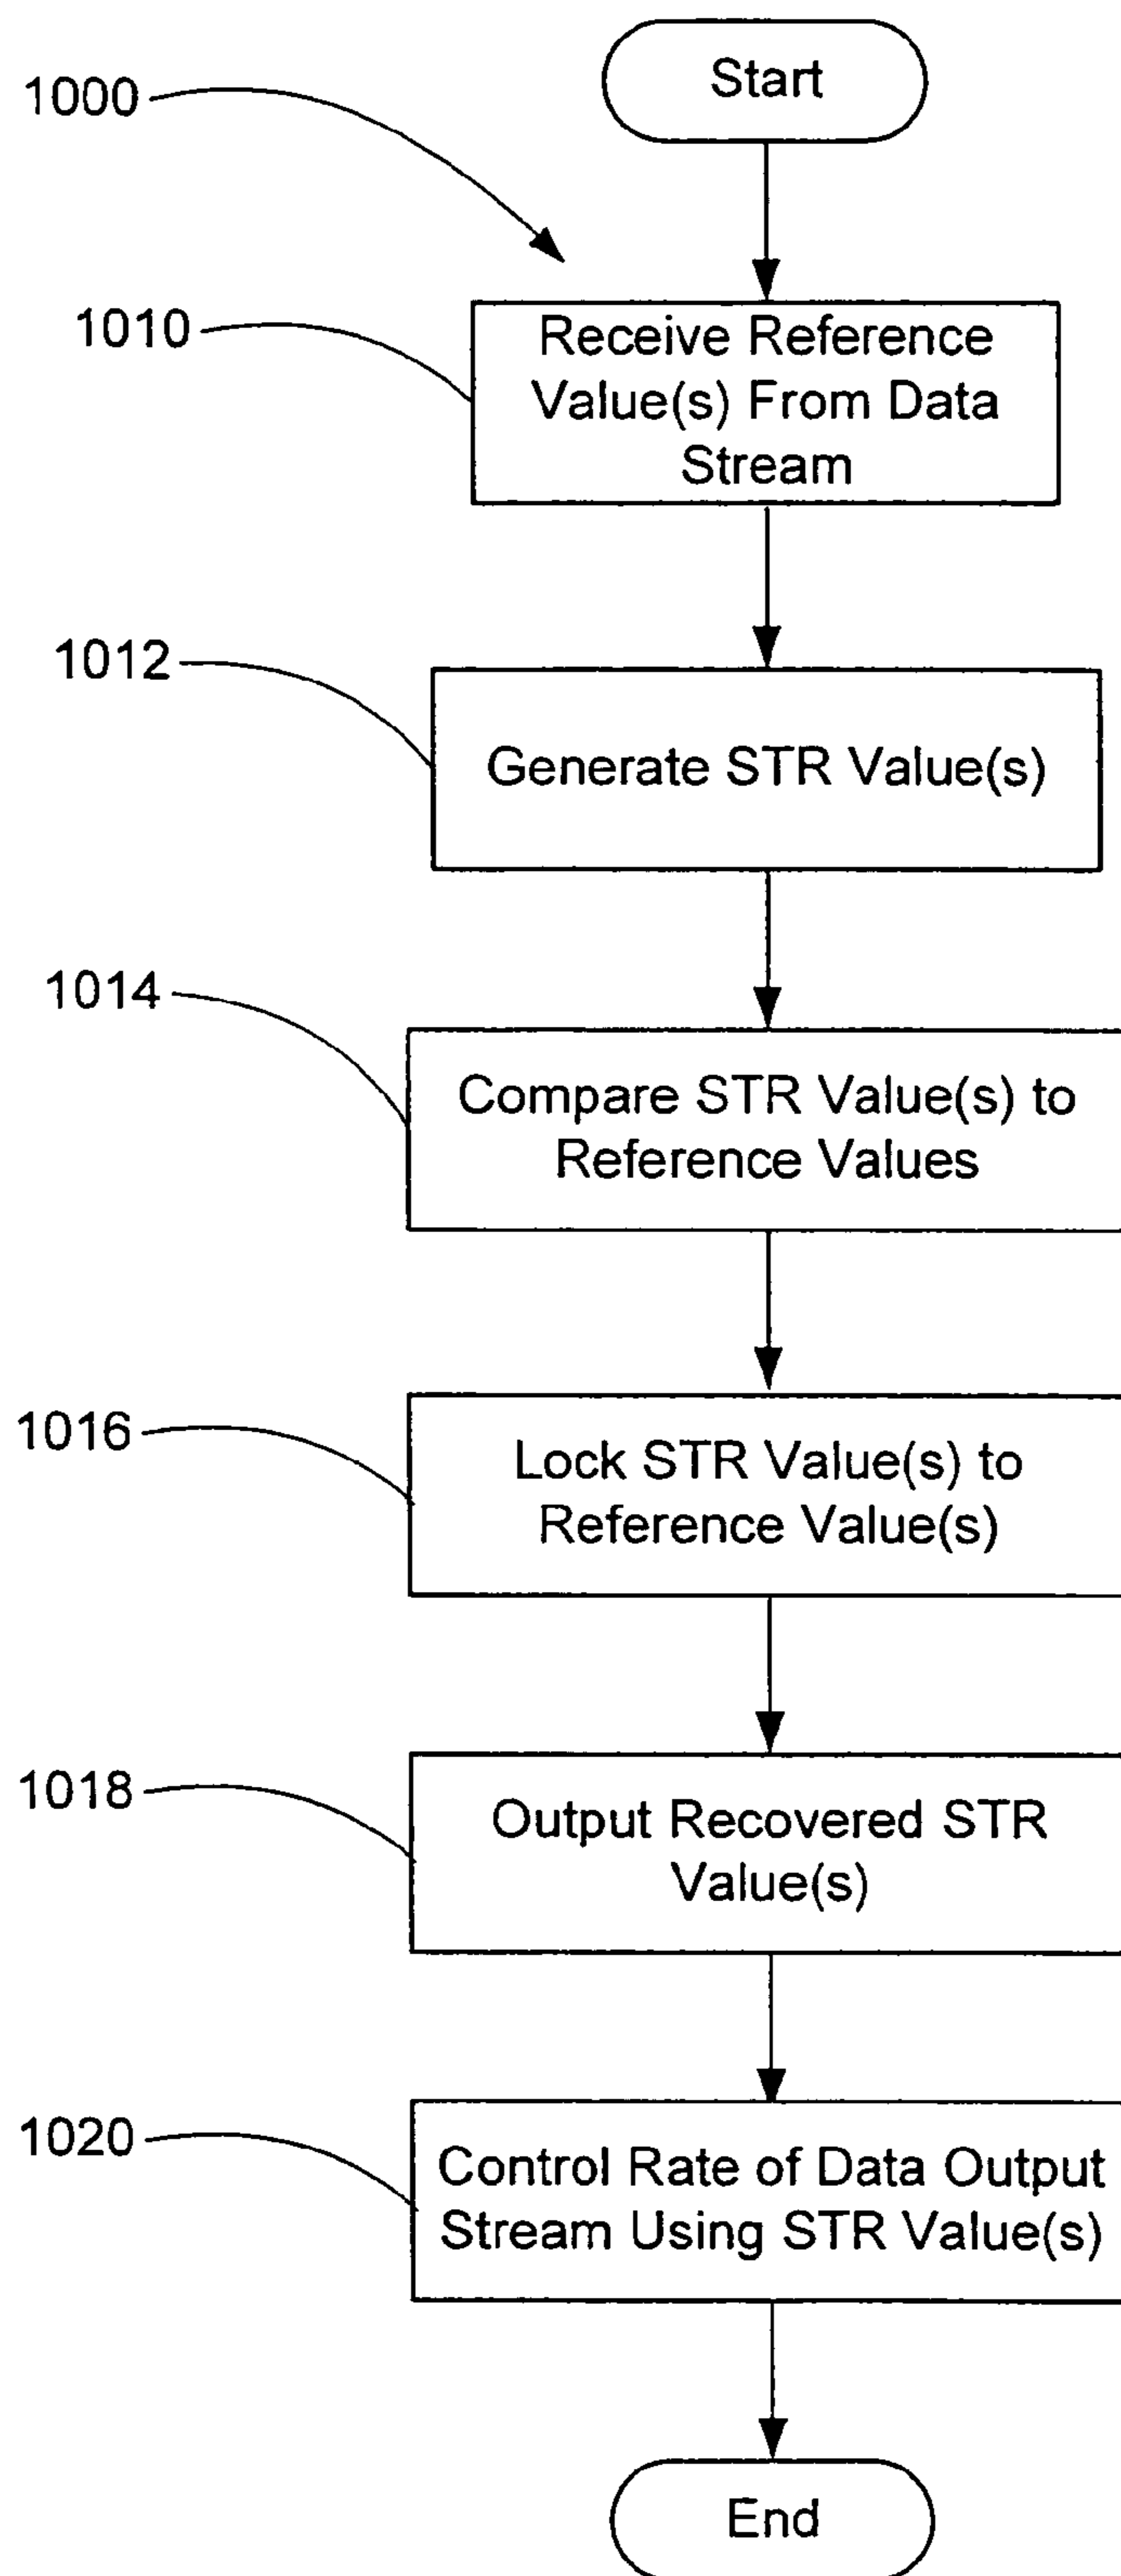 Start
1000
1010
Receive Reference
Value(s) From Data
Stream
1012
Generate STR Value(s)
1014
Compare STR Value(s) to
Reference Values
1016
Lock STR Value(s) to
Reference Value(s)
1018
Output Recovered STR
Value(s)
1020
Control Rate of Data Output
Stream Using STR Value(s)
End